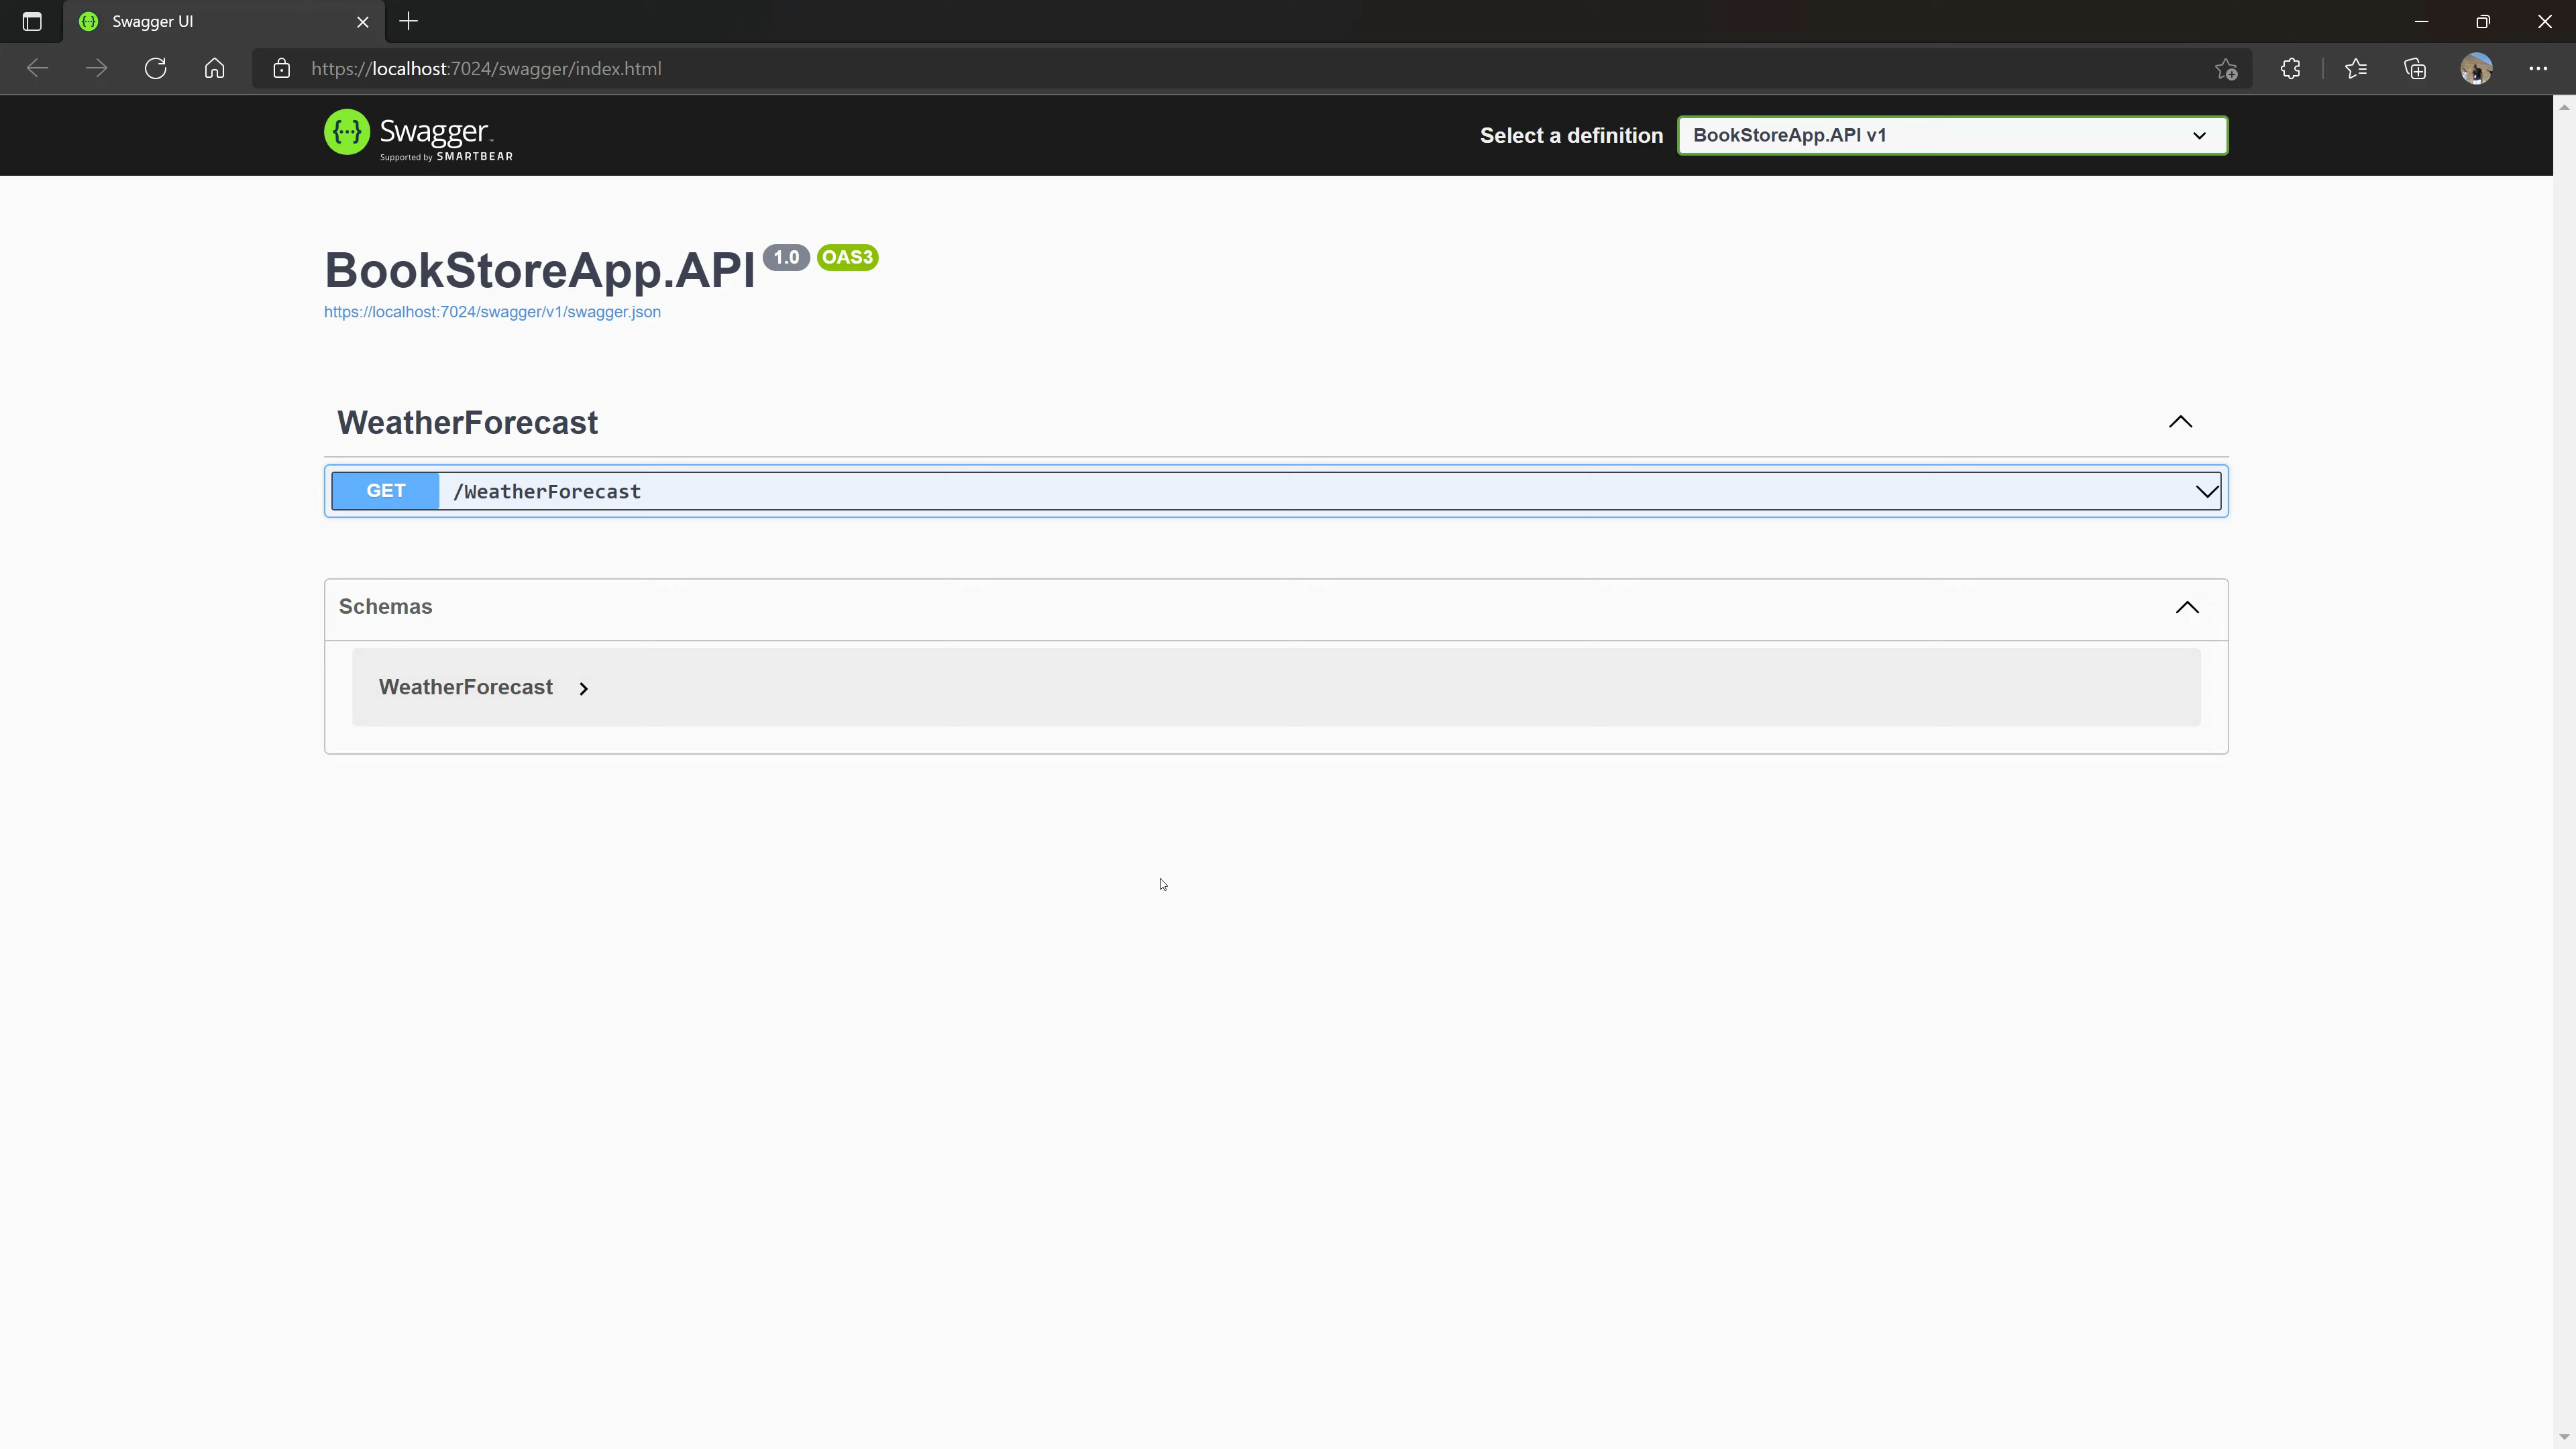 Swagger UI
https://localhost:7024/swagger/index.html
{...} Swagger
Supported by SMARTBEAR
Select a definition
BookStoreApp.API v1
BookStoreApp.API 1.0 OAS3
https://localhost:7024/swagger/v1/swagger.json
WeatherForecast
GET /WeatherForecast
Schemas
WeatherForecast